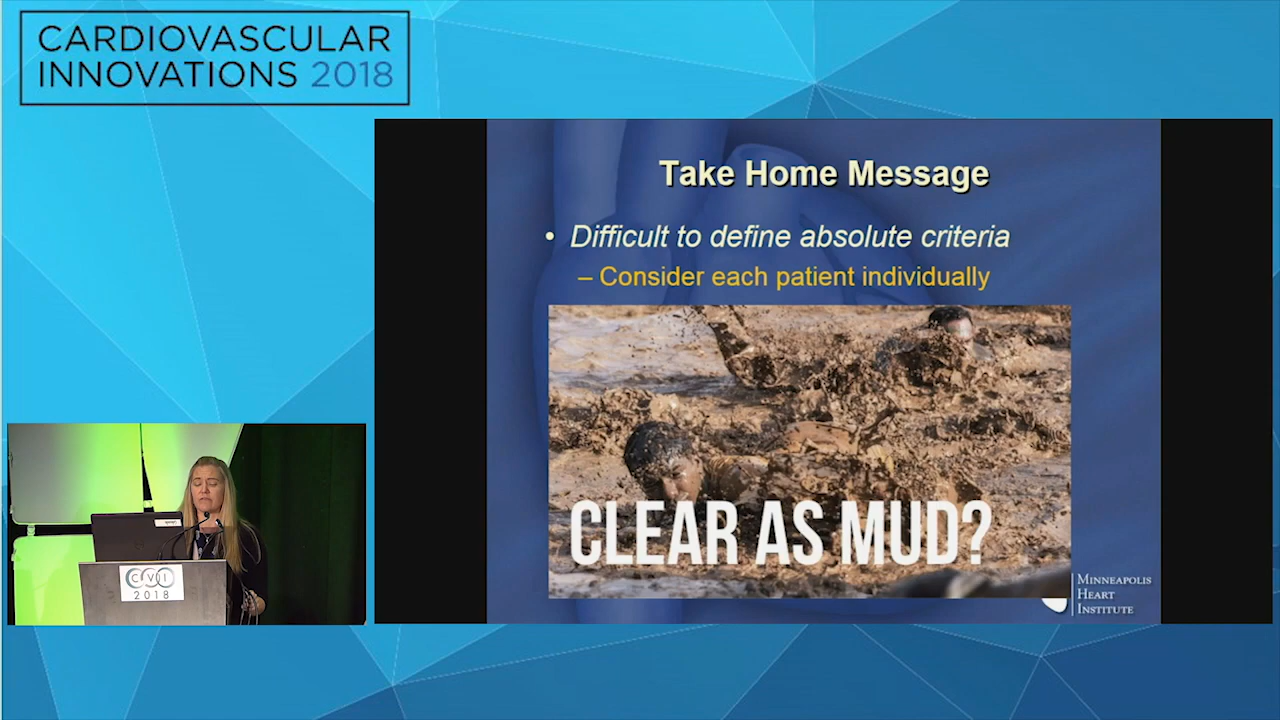 CARDIOVASCULAR
INNOVATIONS 2018
Take Home Message
• Difficult to define absolute criteria
– Consider each patient individually
CLEAR AS MUD?
MINNEAPOLIS
HEART
INSTITUTE
CVI
2018